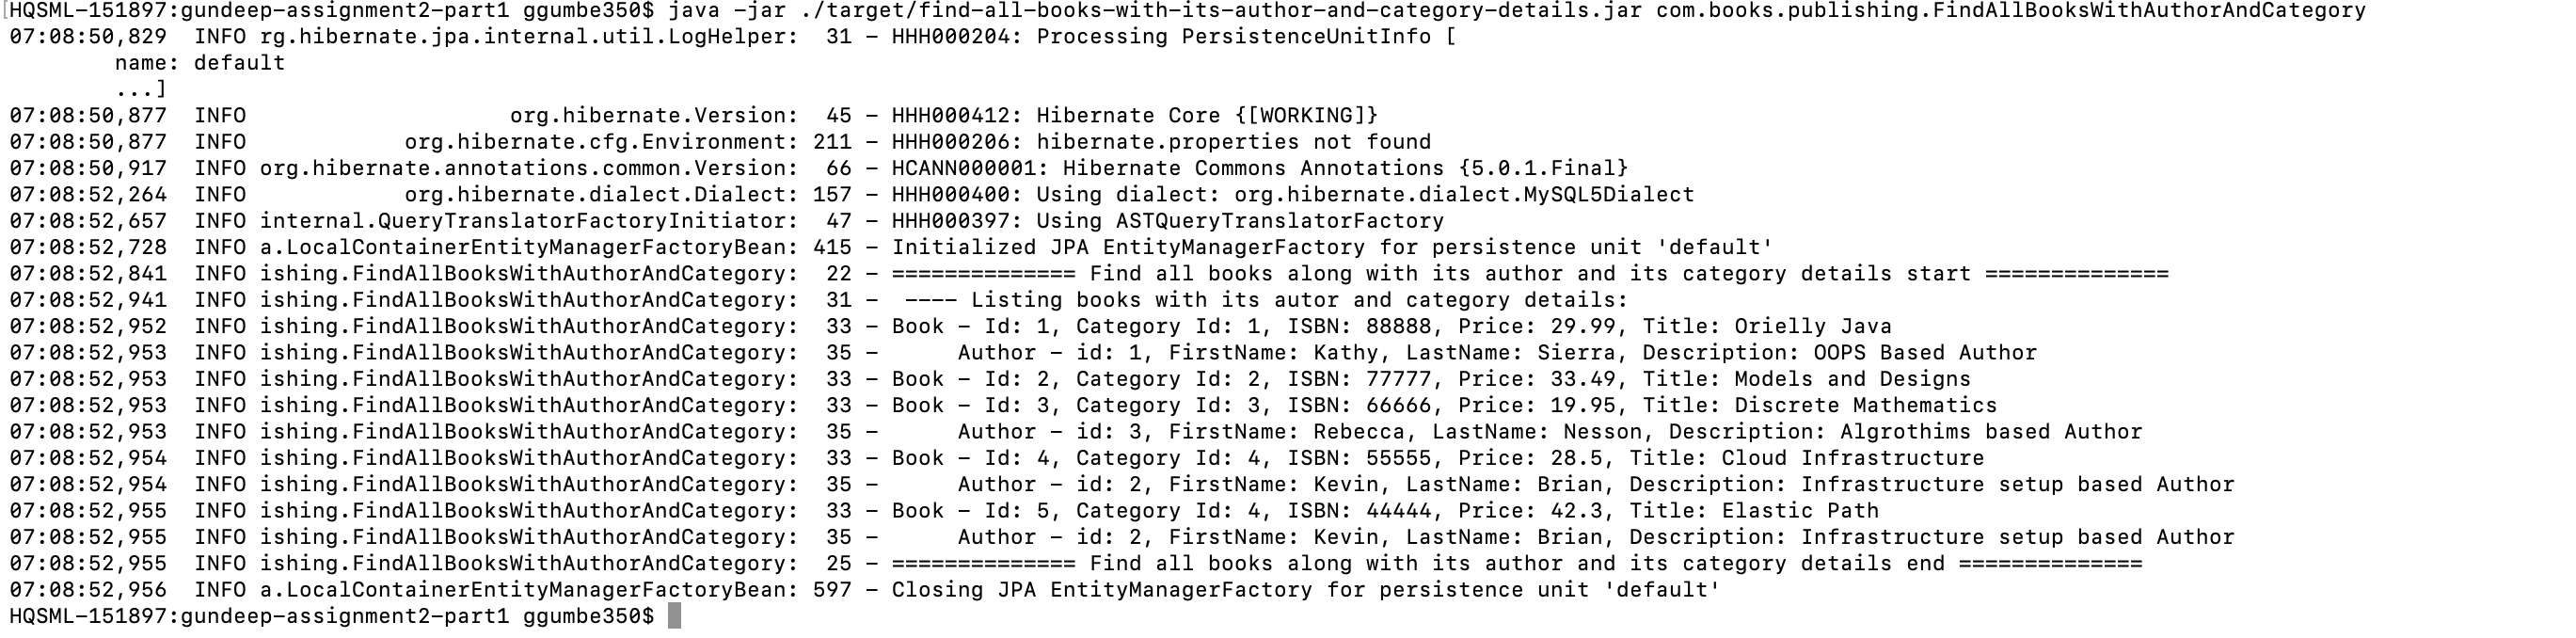 [HQSML-151897:gundeep-assignment2-part1 ggumbe350$ java -jar ./target/find-all-books-with-its-author-and-category-details.jar com.books.publishing.FindAllBooksWithAuthorAndCategory
07:08:50,829  INFO rg.hibernate.jpa.internal.util.LogHelper:  31 - HHH000204: Processing PersistenceUnitInfo [
        name: default
        ...]
07:08:50,877  INFO                    org.hibernate.Version:  45 - HHH000412: Hibernate Core {[WORKING]}
07:08:50,877  INFO            org.hibernate.cfg.Environment: 211 - HHH000206: hibernate.properties not found
07:08:50,917  INFO org.hibernate.annotations.common.Version:  66 - HCANN000001: Hibernate Commons Annotations {5.0.1.Final}
07:08:52,264  INFO            org.hibernate.dialect.Dialect: 157 - HHH000400: Using dialect: org.hibernate.dialect.MySQL5Dialect
07:08:52,657  INFO internal.QueryTranslatorFactoryInitiator:  47 - HHH000397: Using ASTQueryTranslatorFactory
07:08:52,728  INFO a.LocalContainerEntityManagerFactoryBean: 415 - Initialized JPA EntityManagerFactory for persistence unit 'default'
07:08:52,841  INFO ishing.FindAllBooksWithAuthorAndCategory:  22 - ============== Find all books along with its author and its category details start ==============
07:08:52,941  INFO ishing.FindAllBooksWithAuthorAndCategory:  31 -  ---- Listing books with its autor and category details:
07:08:52,952  INFO ishing.FindAllBooksWithAuthorAndCategory:  33 - Book - Id: 1, Category Id: 1, ISBN: 88888, Price: 29.99, Title: Orielly Java
07:08:52,953  INFO ishing.FindAllBooksWithAuthorAndCategory:  35 -      Author - id: 1, FirstName: Kathy, LastName: Sierra, Description: OOPS Based Author
07:08:52,953  INFO ishing.FindAllBooksWithAuthorAndCategory:  33 - Book - Id: 2, Category Id: 2, ISBN: 77777, Price: 33.49, Title: Models and Designs
07:08:52,953  INFO ishing.FindAllBooksWithAuthorAndCategory:  33 - Book - Id: 3, Category Id: 3, ISBN: 66666, Price: 19.95, Title: Discrete Mathematics
07:08:52,953  INFO ishing.FindAllBooksWithAuthorAndCategory:  35 -      Author - id: 3, FirstName: Rebecca, LastName: Nesson, Description: Algrothims based Author
07:08:52,954  INFO ishing.FindAllBooksWithAuthorAndCategory:  33 - Book - Id: 4, Category Id: 4, ISBN: 55555, Price: 28.5, Title: Cloud Infrastructure
07:08:52,954  INFO ishing.FindAllBooksWithAuthorAndCategory:  35 -      Author - id: 2, FirstName: Kevin, LastName: Brian, Description: Infrastructure setup based Author
07:08:52,955  INFO ishing.FindAllBooksWithAuthorAndCategory:  33 - Book - Id: 5, Category Id: 4, ISBN: 44444, Price: 42.3, Title: Elastic Path
07:08:52,955  INFO ishing.FindAllBooksWithAuthorAndCategory:  35 -      Author - id: 2, FirstName: Kevin, LastName: Brian, Description: Infrastructure setup based Author
07:08:52,955  INFO ishing.FindAllBooksWithAuthorAndCategory:  25 - ============== Find all books along with its author and its category details end ==============
07:08:52,956  INFO a.LocalContainerEntityManagerFactoryBean: 597 - Closing JPA EntityManagerFactory for persistence unit 'default'
HQSML-151897:gundeep-assignment2-part1 ggumbe350$